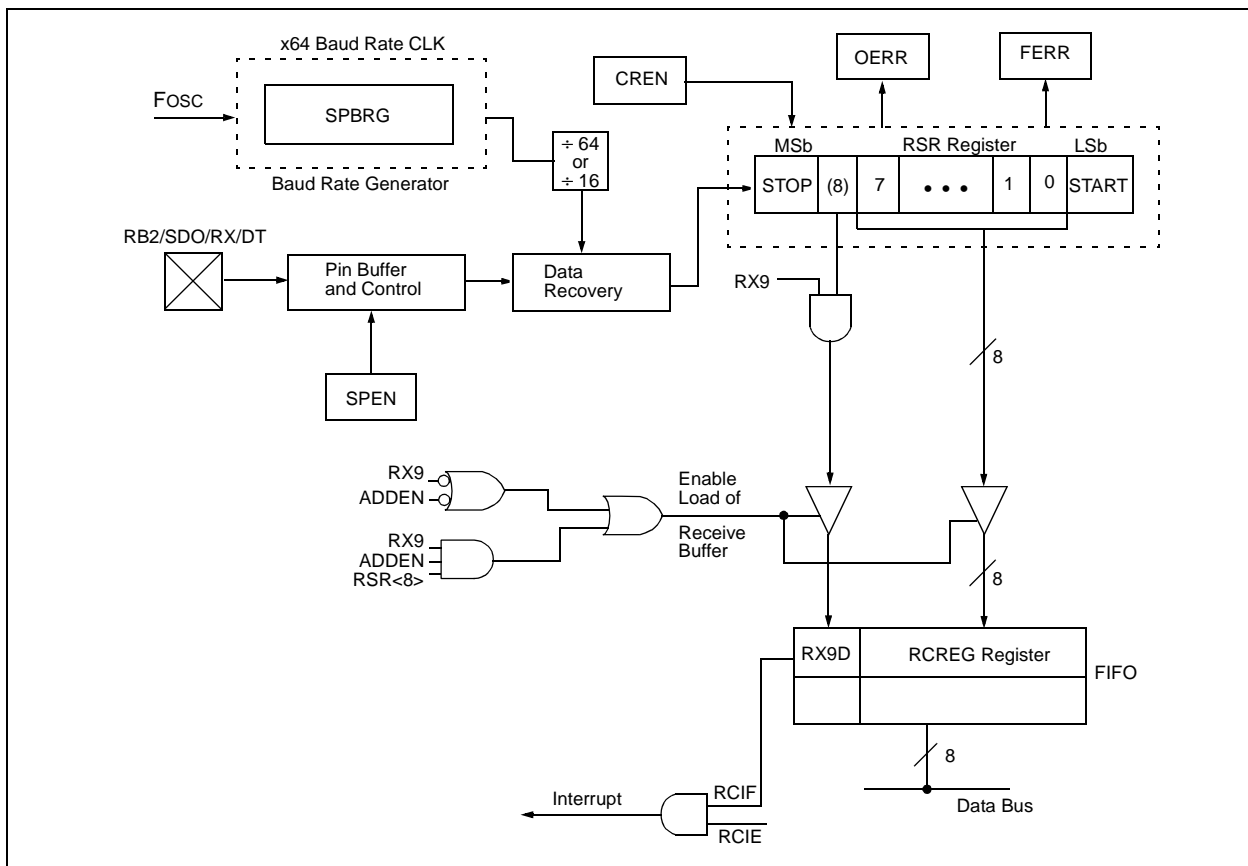 x64 Baud Rate CLK
FOSC
SPBRG
Baud Rate Generator
÷ 64
or
÷ 16
CREN
OERR
FERR
MSb
RSR Register
LSb
STOP
(8)
7
• • •
1
0
START
RB2/SDO/RX/DT
Pin Buffer
and Control
Data
Recovery
SPEN
RX9
8
RX9
ADDEN
RX9
ADDEN
RSR<8>
Enable
Load of
Receive
Buffer
8
RX9D
RCREG Register
FIFO
8
Data Bus
Interrupt
RCIF
RCIE